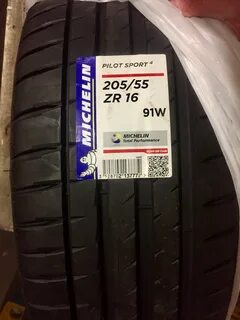 MICHELIN
PILOT SPORT 4
205/55
ZR 16
91W
MICHELIN
Total Performance